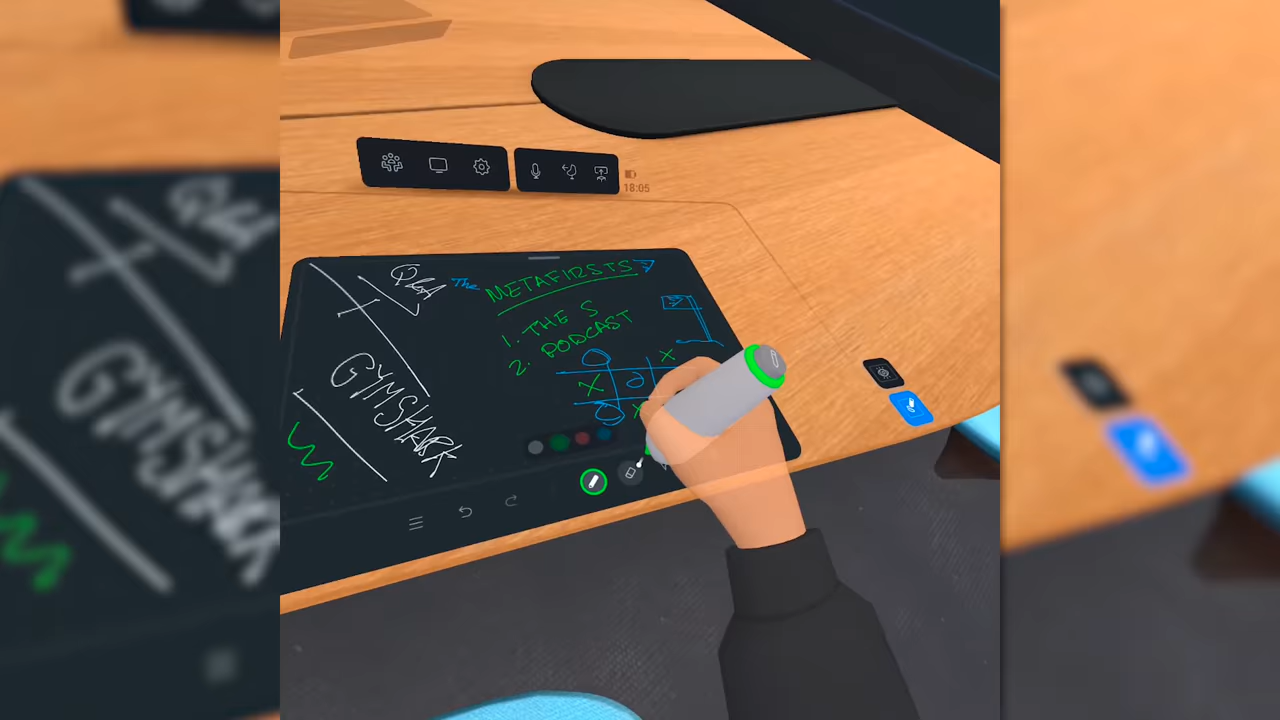 18:05
Q&A
The METAFIRSTS
1. THE S
2. PODCAST
GYMSHARK